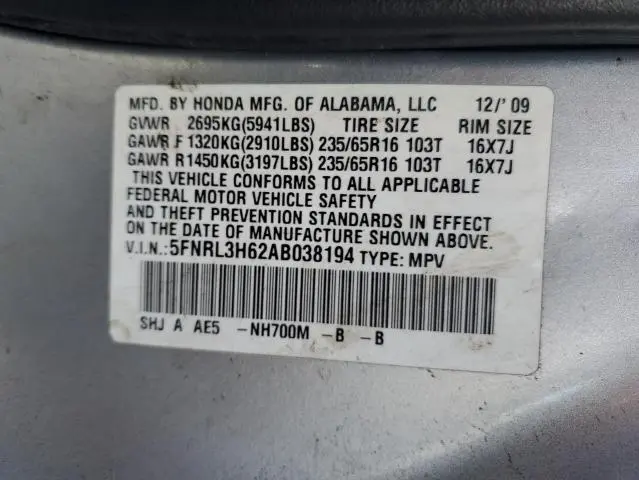 MFD. BY HONDA MFG. OF ALABAMA, LLC 12/'09
GVWR 2695KG(5941LBS) TIRE SIZE RIM SIZE
GAWR F 1320KG(2910LBS) 235/65R16 103T 16X7J
GAWR R1450KG(3197LBS) 235/65R16 103T 16X7J
THIS VEHICLE CONFORMS TO ALL APPLICABLE
FEDERAL MOTOR VEHICLE SAFETY
AND THEFT PREVENTION STANDARDS IN EFFECT
ON THE DATE OF MANUFACTURE SHOWN ABOVE.
V.I.N.:5FNRL3H62AB038194 TYPE: MPV
SHJ A AE5 -NH700M -B -B